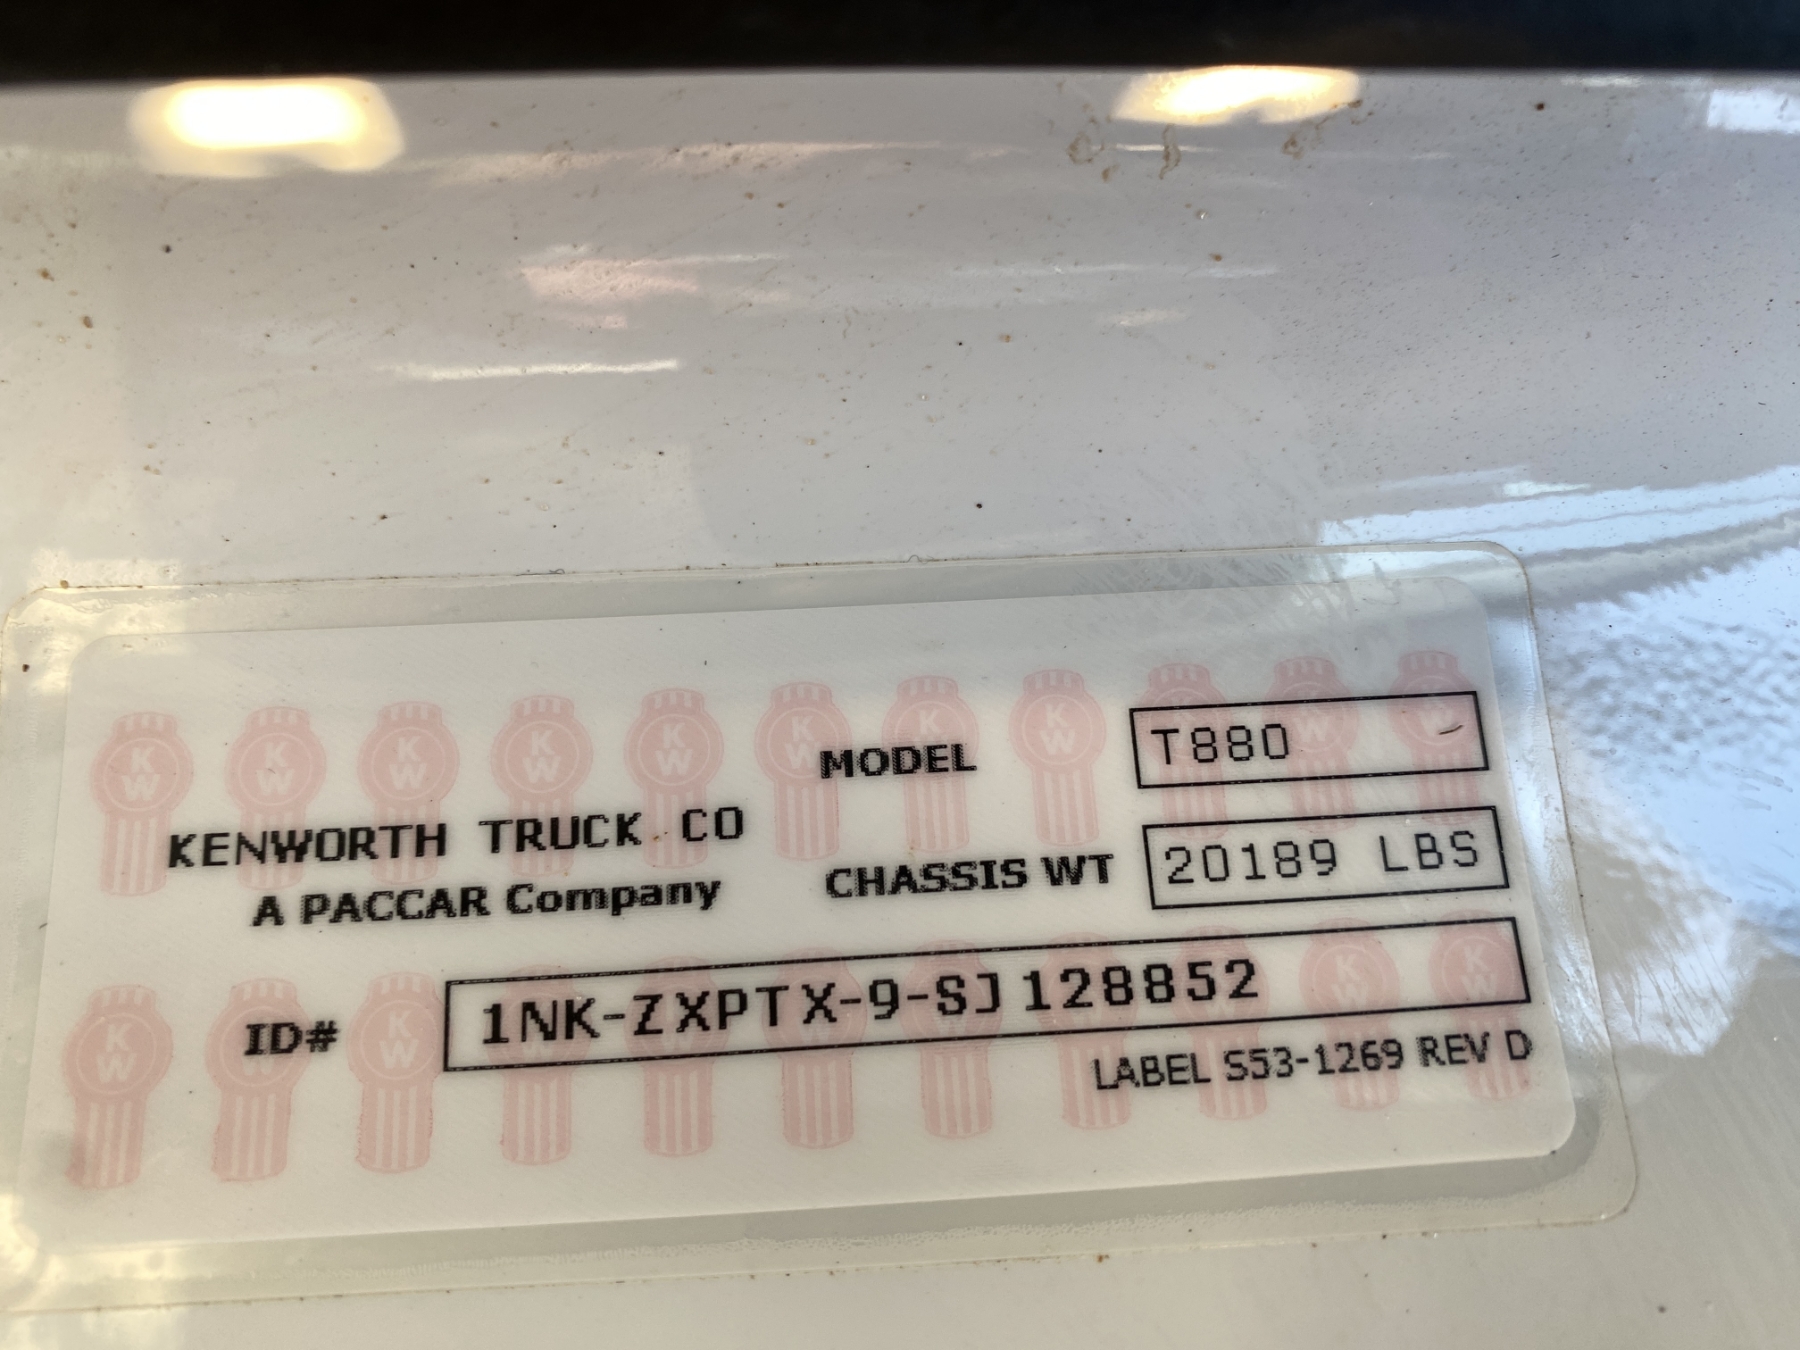 MODEL T880
KENWORTH TRUCK CO
A PACCAR Company
CHASSIS WT 20189 LBS
ID# 1NK-ZXPTX-9-SJ128852
LABEL S53-1269 REV D